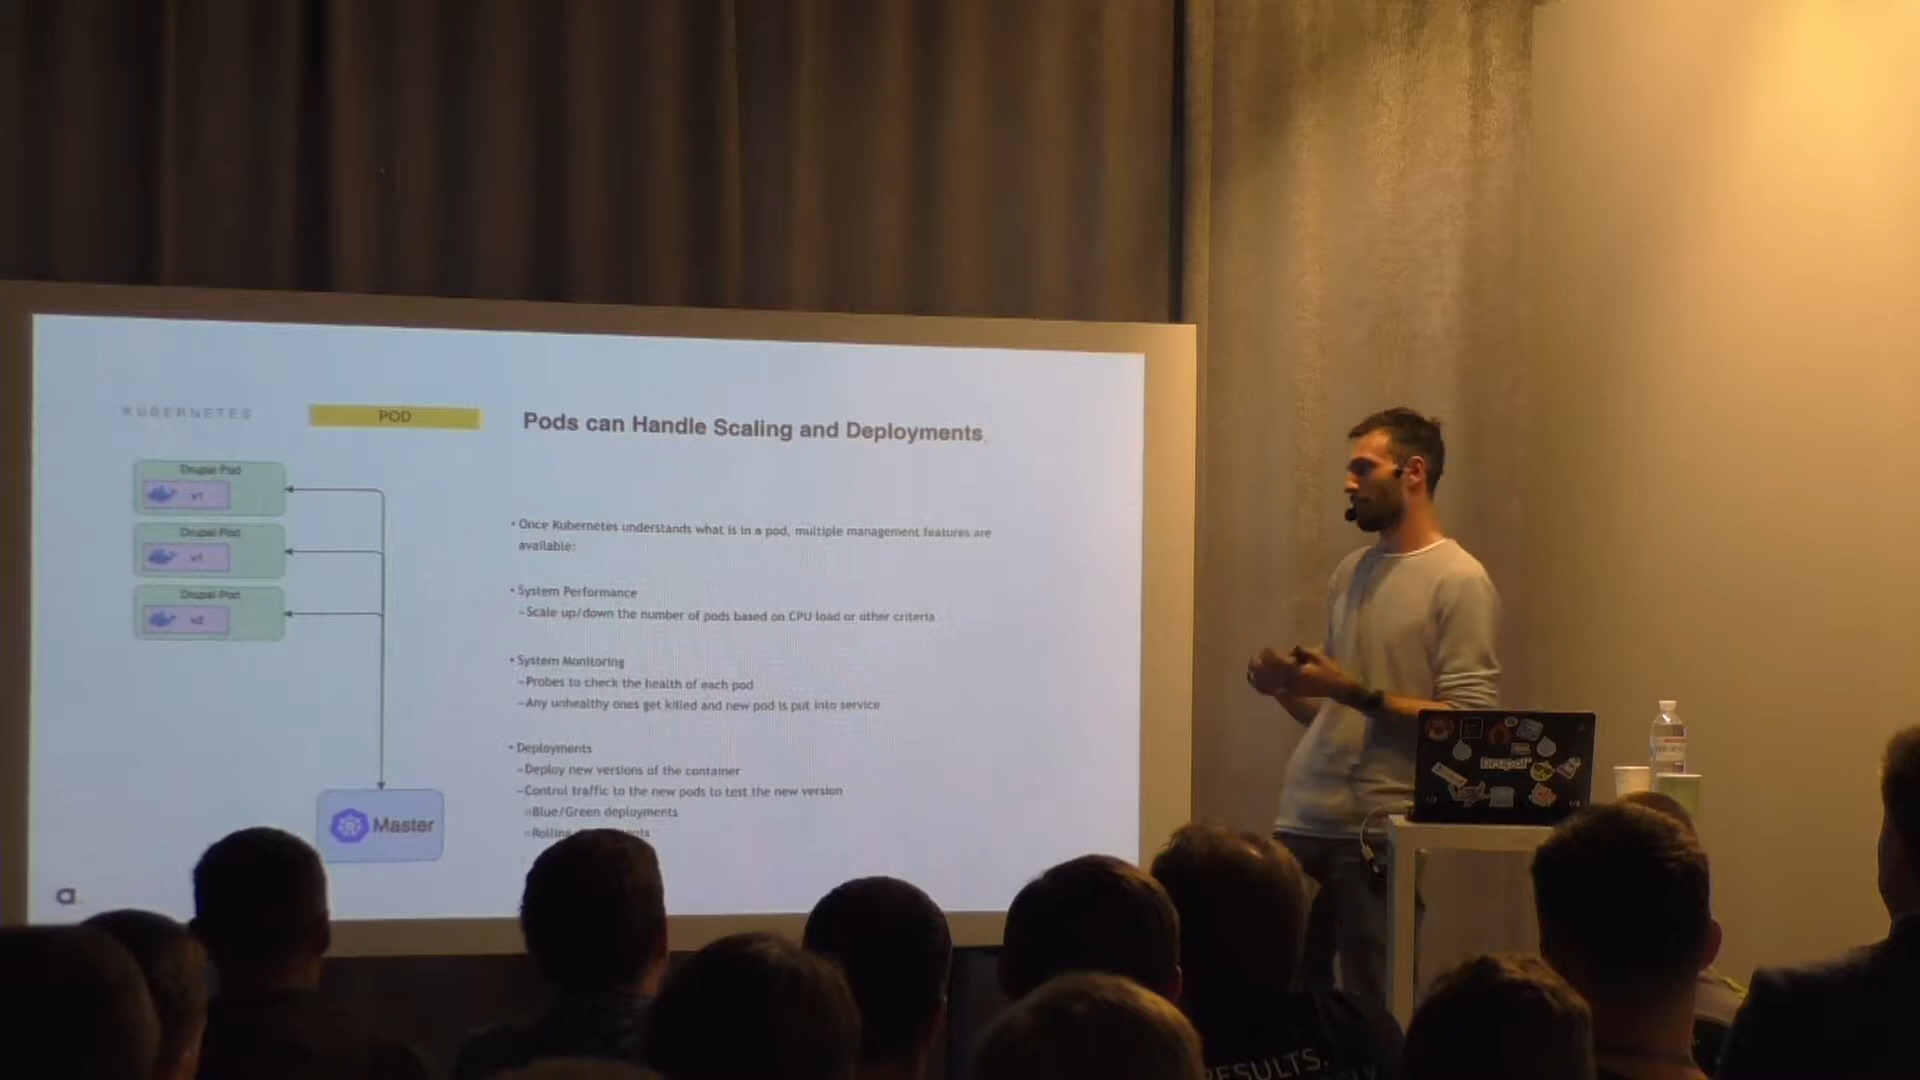 KUBERNETES
POD
Pods can Handle Scaling and Deployments
Drupal Pod
v1
Drupal Pod
v1
Drupal Pod
v2
Master
• Once Kubernetes understands what is in a pod, multiple management features are
available:
• System Performance
–Scale up/down the number of pods based on CPU load or other criteria
• System Monitoring
–Probes to check the health of each pod
–Any unhealthy ones get killed and new pod is put into service
• Deployments
–Deploy new versions of the container
–Control traffic to the new pods to test the new version
Blue/Green deployments
Rolling
a.
Drupal
RESULTS.